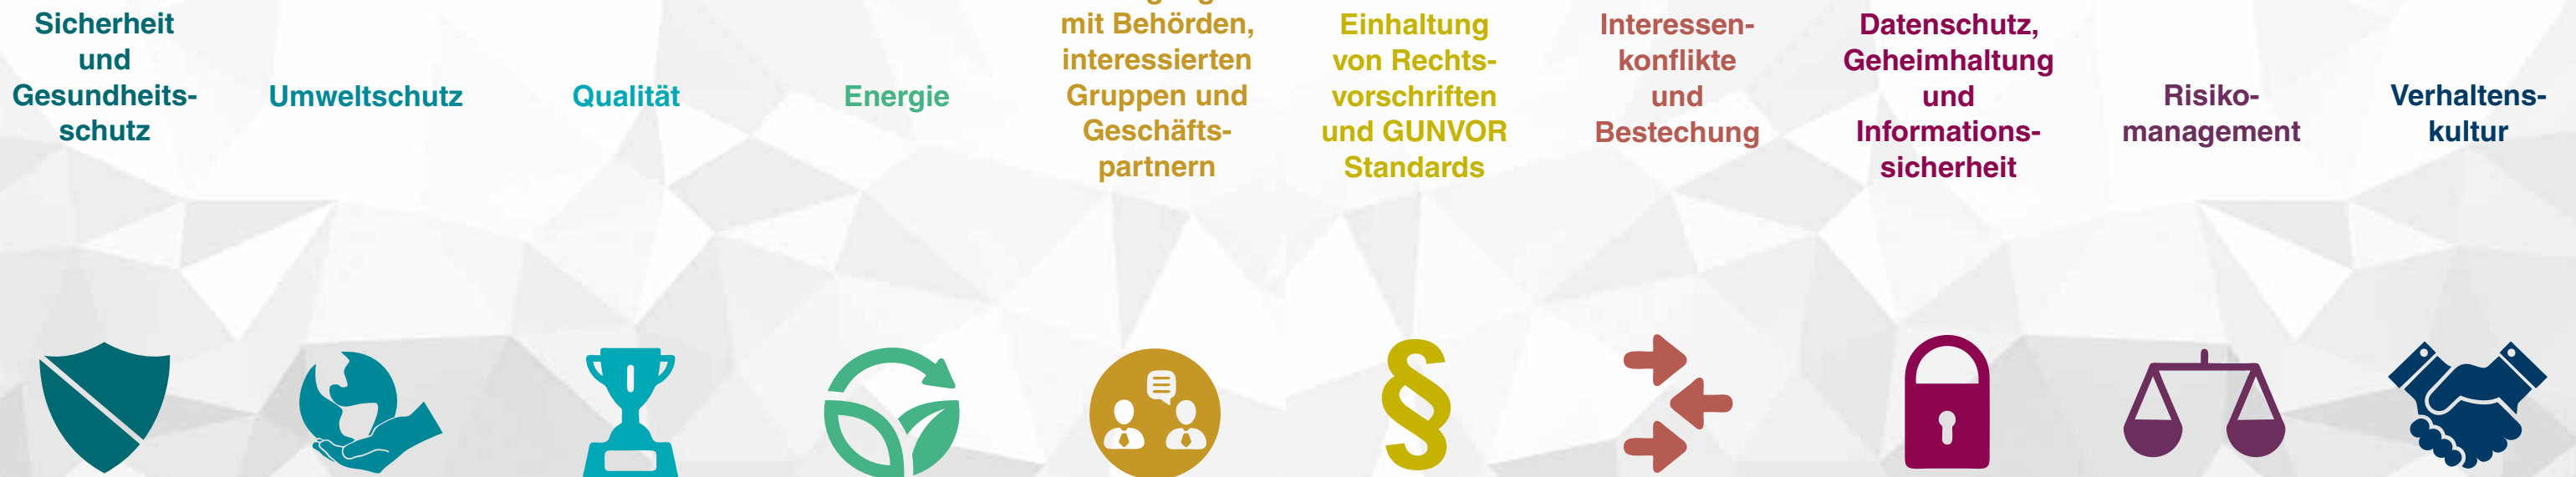 Sicherheit
und
Gesundheits-
schutz
Umweltschutz
Qualität
Energie
mit Behörden,
interessierten
Gruppen und
Geschäfts-
partnern
Einhaltung
von Rechts-
vorschriften
und GUNVOR
Standards
Interessen-
konflikte
und
Bestechung
Datenschutz,
Geheimhaltung
und
Informations-
sicherheit
Risiko-
management
Verhaltens-
kultur
§